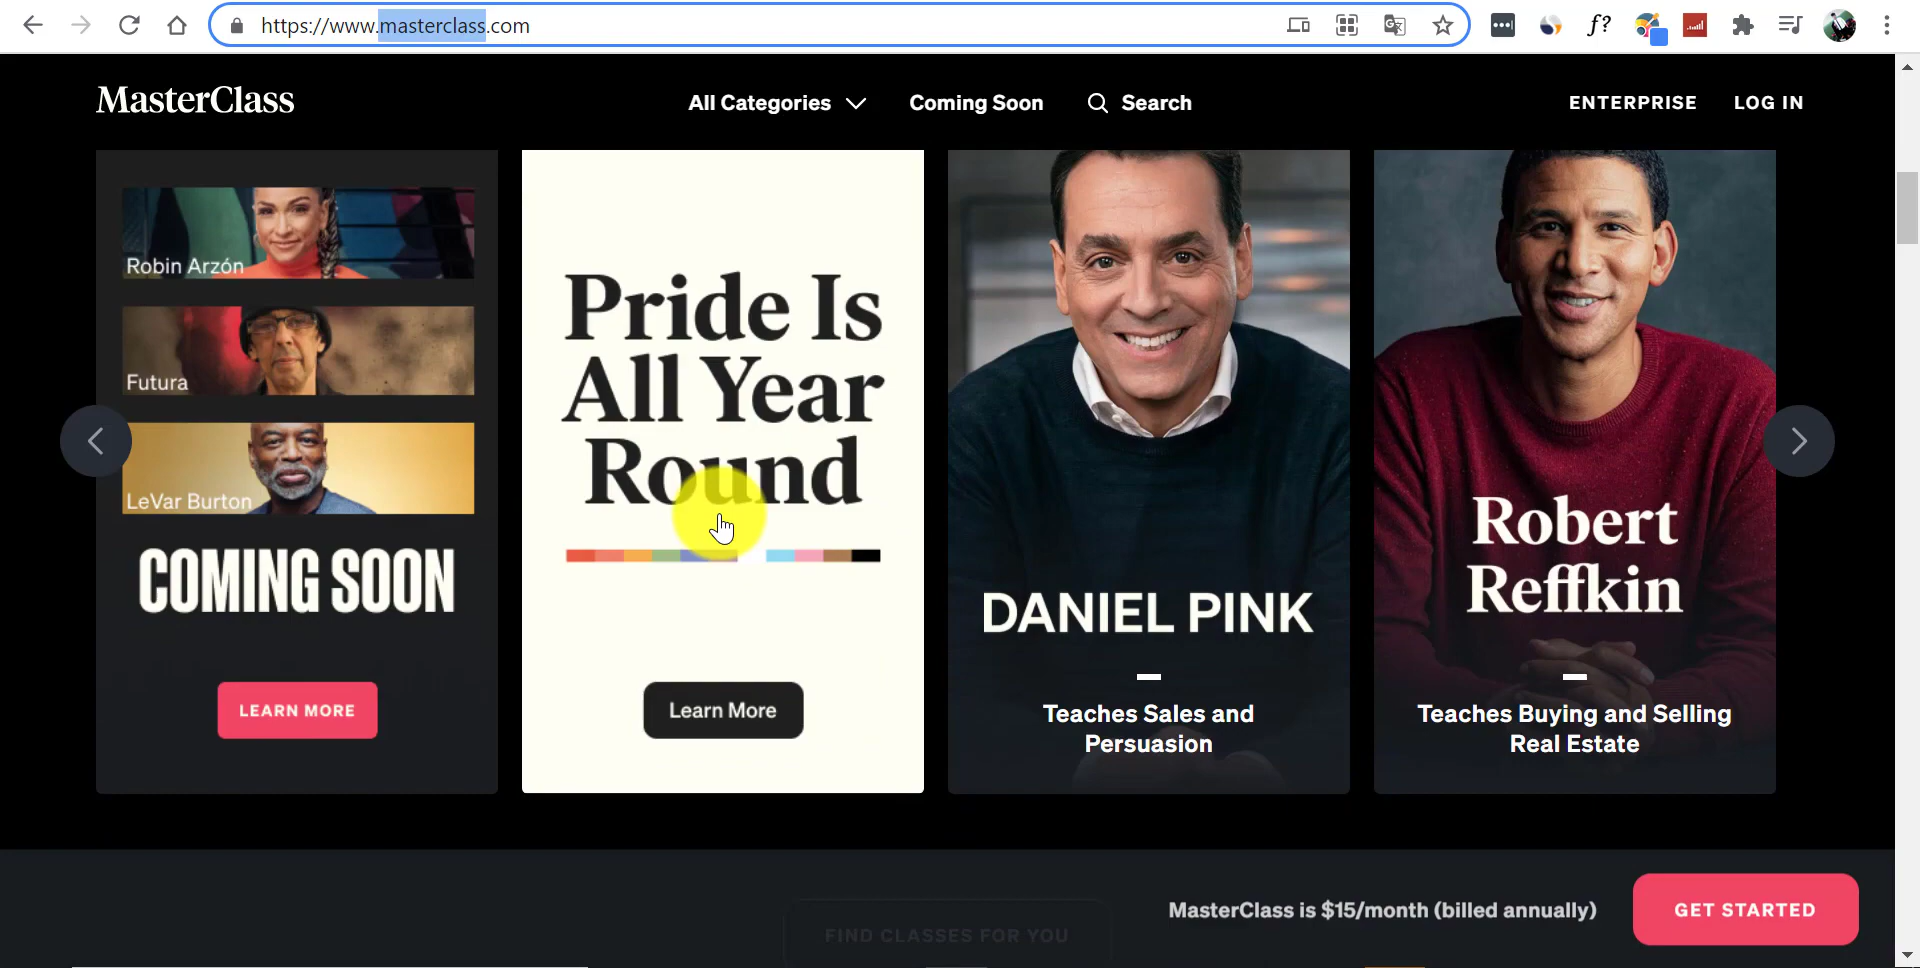 https://www.masterclass.com
f?
MasterClass
All Categories
Coming Soon
Search
ENTERPRISE
LOG IN
Robin Arzón
Futura
LeVar Burton
COMING SOON
LEARN MORE
Pride Is
All Year
Round
Learn More
DANIEL PINK
Teaches Sales and
Persuasion
Robert
Reffkin
Teaches Buying and Selling
Real Estate
FIND CLASSES FOR YOU
MasterClass is $15/month (billed annually)
GET STARTED